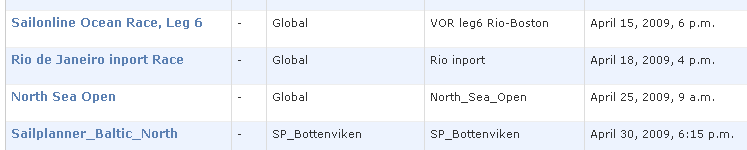 Sailonline Ocean Race, Leg 6 - Global VOR leg6 Rio-Boston April 15, 2009, 6 p.m.
Rio de Janeiro inport Race - Global Rio inport April 18, 2009, 4 p.m.
North Sea Open - Global North_Sea_Open April 25, 2009, 9 a.m.
Sailplanner_Baltic_North - SP_Bottenviken SP_Bottenviken April 30, 2009, 6:15 p.m.